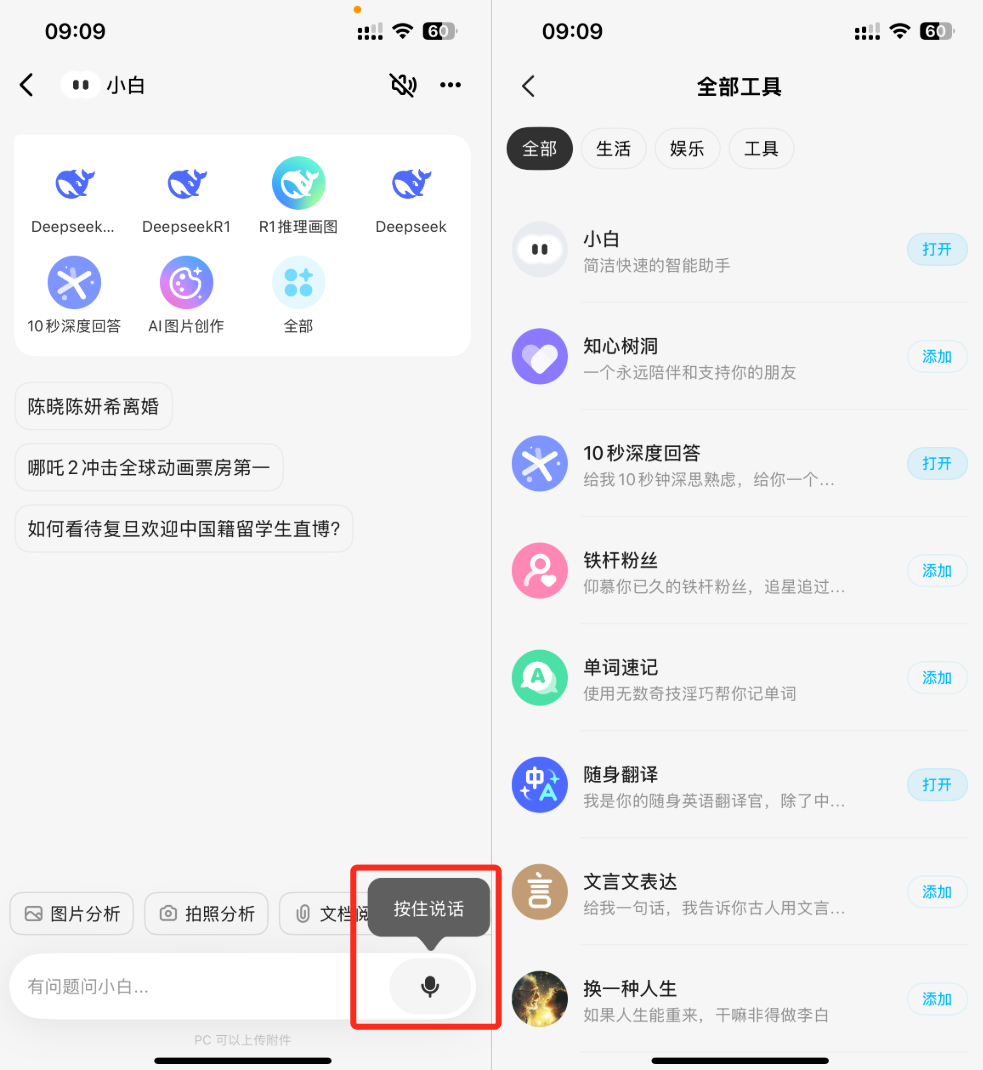 09:09
60
小白
Deepseek...
DeepseekR1
R1推理画图
Deepseek
10秒深度回答
AI图片创作
全部
陈晓陈妍希离婚
哪吒2冲击全球动画票房第一
如何看待复旦欢迎中国籍留学生直博?
图片分析
拍照分析
文档阅
按住说话
有问题问小白...
PC 可以上传附件
09:09
60
全部工具
全部
生活
娱乐
工具
小白
简洁快速的智能助手
打开
知心树洞
一个永远陪伴和支持你的朋友
添加
10秒深度回答
给我10秒钟深思熟虑，给你一个...
打开
铁杆粉丝
仰慕你已久的铁杆粉丝，追星追过...
添加
A
单词速记
使用无数奇技淫巧帮你记单词
添加
中A
随身翻译
我是你的随身英语翻译官，除了中...
打开
言
文言文表达
给我一句话，我告诉你古人用文言...
添加
换一种人生
如果人生能重来，干嘛非得做李白
添加